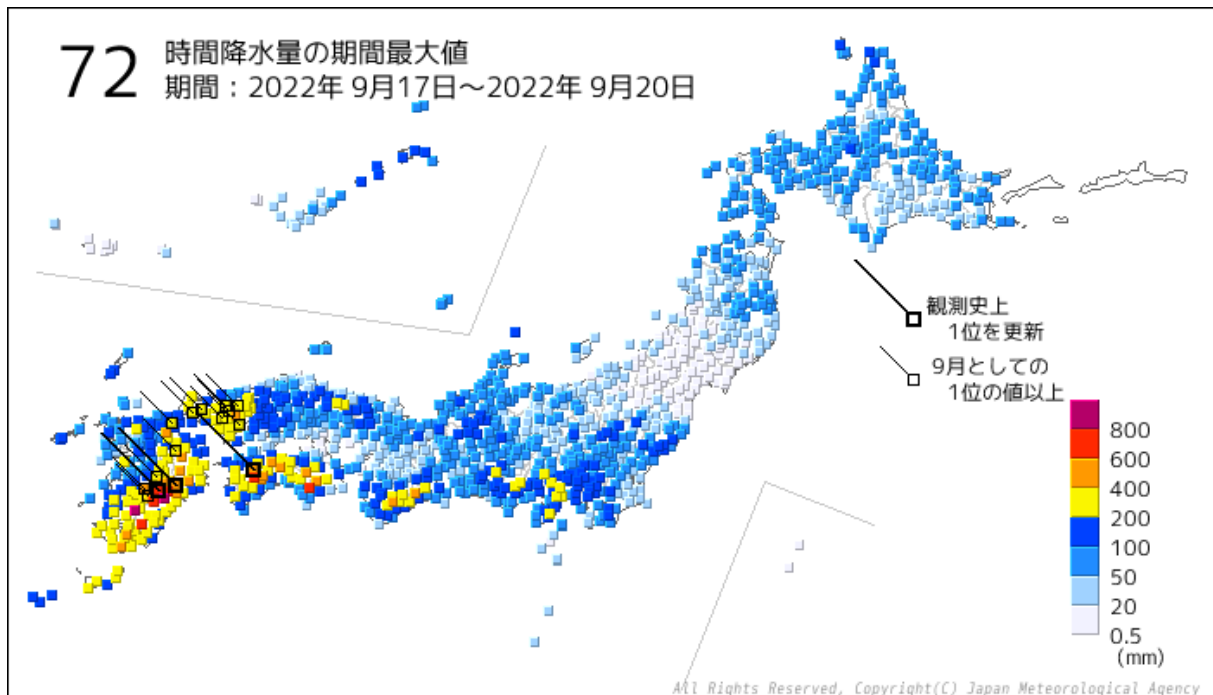 72 時間降水量の期間最大値
期間：2022年 9月17日～2022年 9月20日
観測史上
1位を更新
9月としての
1位の値以上
800
600
400
200
100
50
20
0.5
(mm)
All Rights Reserved, Copyright(C) Japan Meteorological Agency